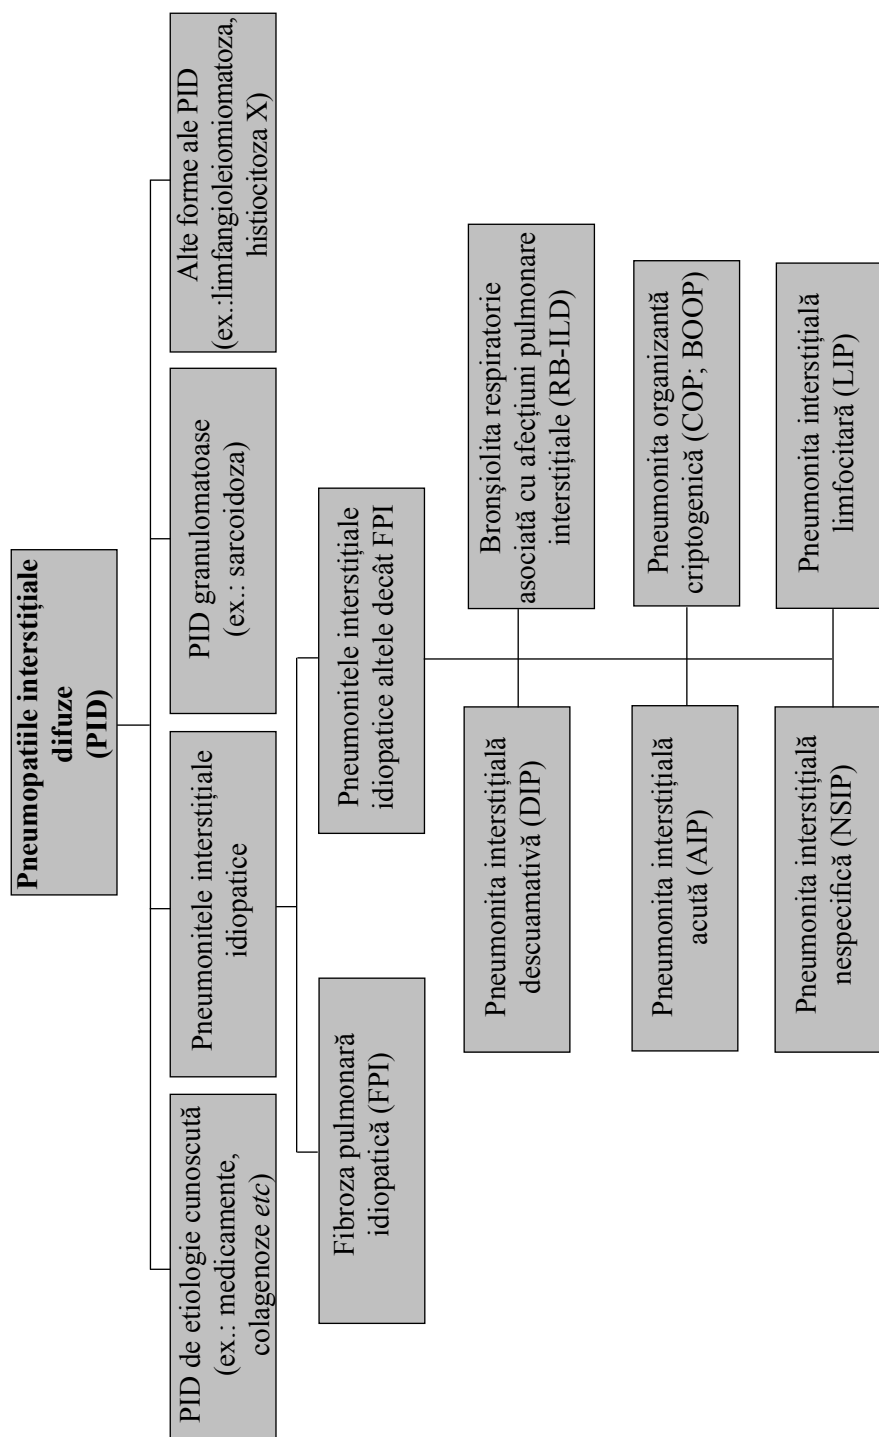 Pneumopatiile interstițiale
difuze
(PID)
PID de etiologie cunoscută
(ex.: medicamente,
colagenoze etc)
Pneumonitele interstițiale
idiopatice
PID granulomatoase
(ex.: sarcoidoza)
Alte forme ale PID
(ex.:limfangioleiomiomatoza,
histiocitoza X)
Fibroza pulmonară
idiopatică (FPI)
Pneumonitele interstițiale
idiopatice altele decât FPI
Pneumonita interstițială
descuamativă (DIP)
Bronșiolita respiratorie
asociată cu afecțiuni pulmonare
interstițiale (RB-ILD)
Pneumonita interstițială
acută (AIP)
Pneumonita organizantă
criptogenică (COP; BOOP)
Pneumonita interstițială
nespecifică (NSIP)
Pneumonita interstițială
limfocitară (LIP)